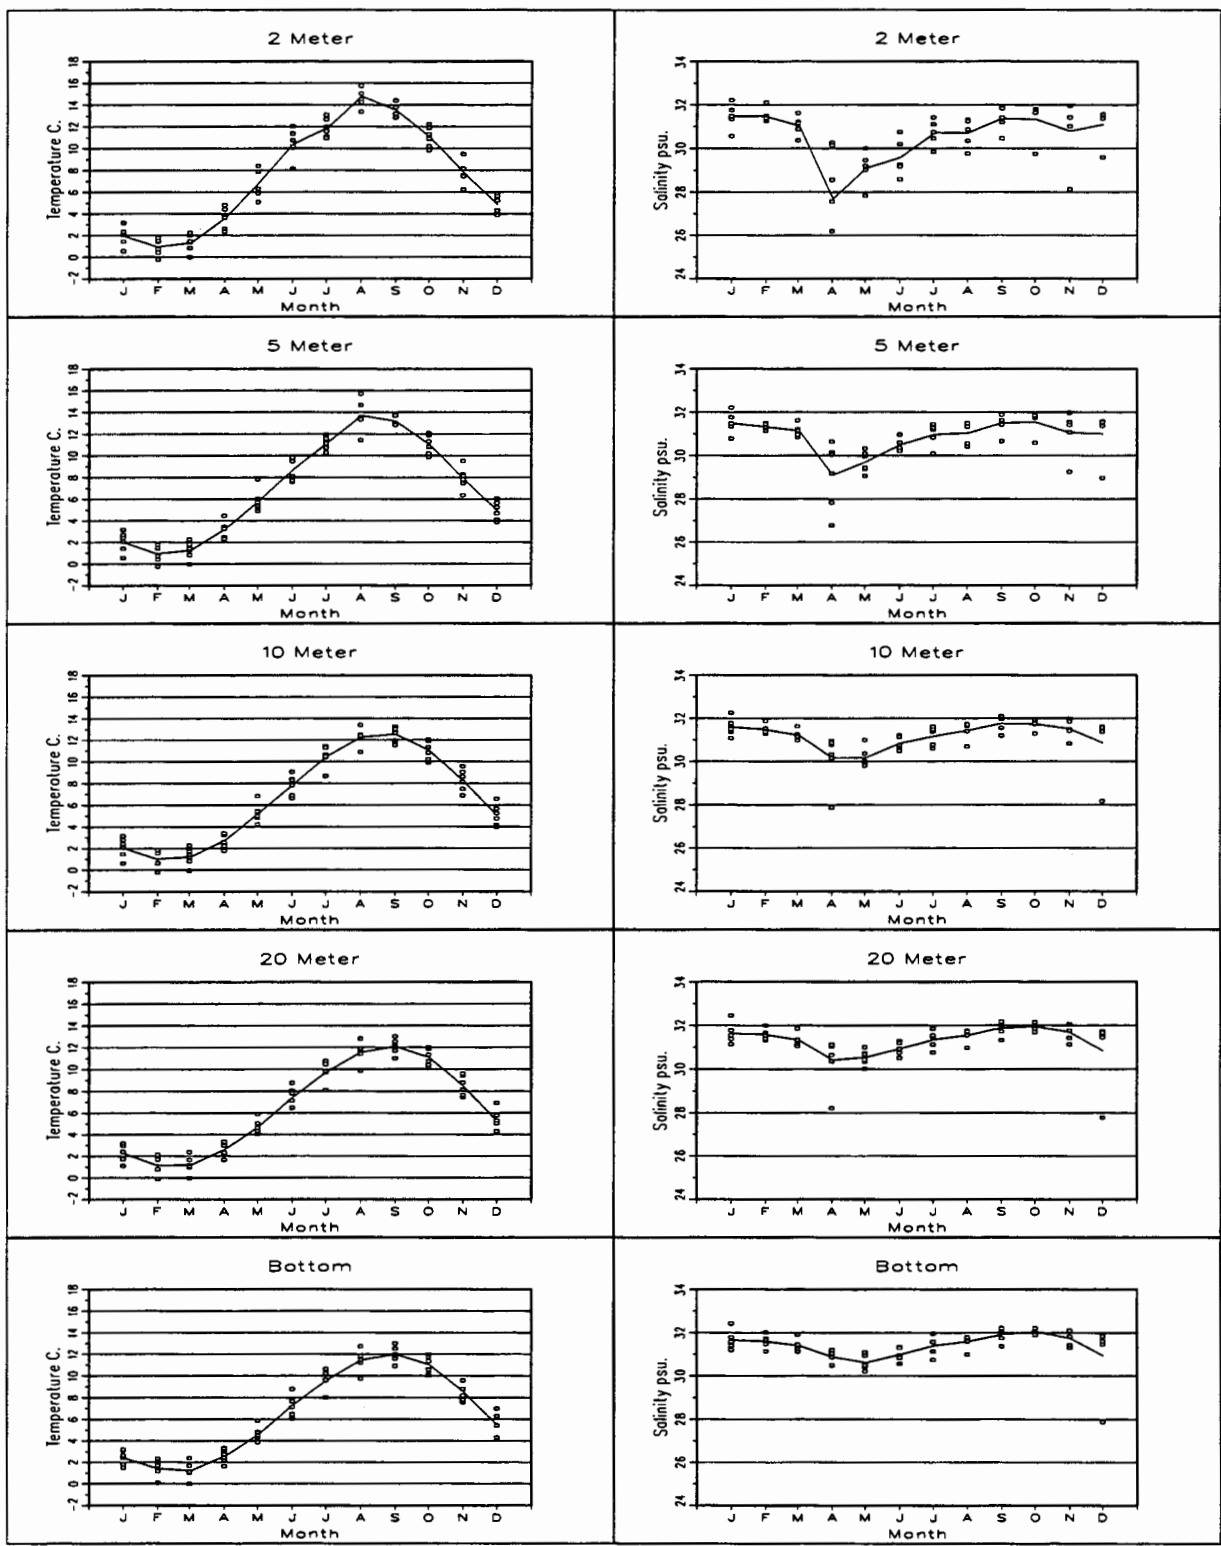 2 Meter
Temperature C.
18
16
14
12
10
8
6
4
2
0
-2
J F M A M J J A S O N D
Month
2 Meter
Salinity psu.
34
32
30
28
26
24
J F M A M J J A S O N D
Month
5 Meter
Temperature C.
18
16
14
12
10
8
6
4
2
0
-2
J F M A M J J A S O N D
Month
5 Meter
Salinity psu.
34
32
30
28
26
24
J F M A M J J A S O N D
Month
10 Meter
Temperature C.
18
16
14
12
10
8
6
4
2
0
-2
J F M A M J J A S O N D
Month
10 Meter
Salinity psu.
34
32
30
28
26
24
J F M A M J J A S O N D
Month
20 Meter
Temperature C.
18
16
14
12
10
8
6
4
2
0
-2
J F M A M J J A S O N D
Month
20 Meter
Salinity psu.
34
32
30
28
26
24
J F M A M J J A S O N D
Month
Bottom
Temperature C.
18
16
14
12
10
8
6
4
2
0
-2
J F M A M J J A S O N D
Month
Bottom
Salinity psu.
34
32
30
28
26
24
J F M A M J J A S O N D
Month